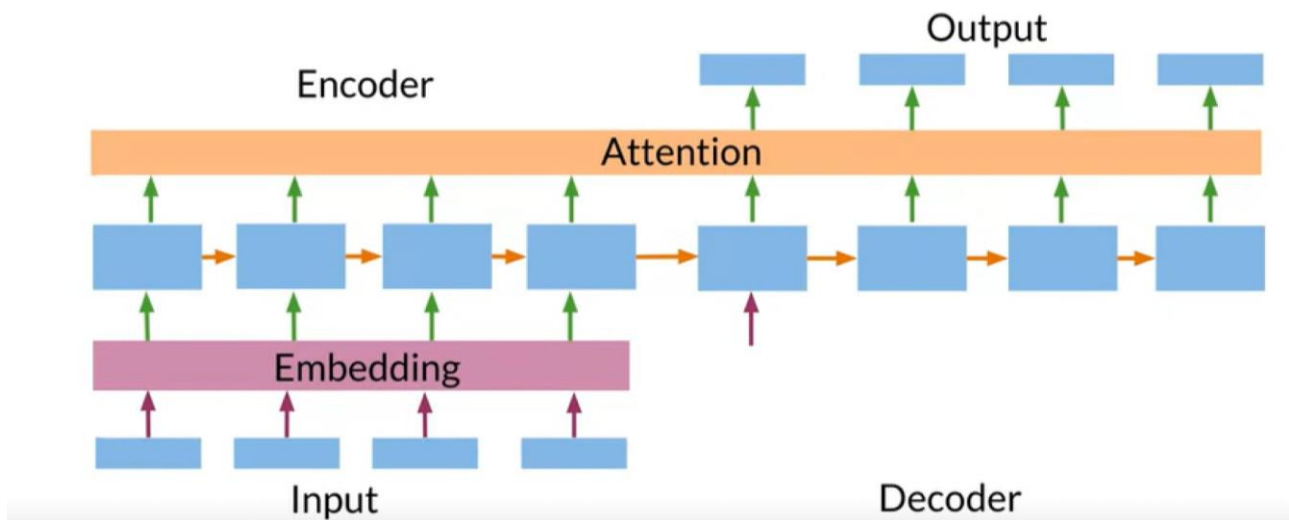 Output
Encoder
Attention
Embedding
Input
Decoder